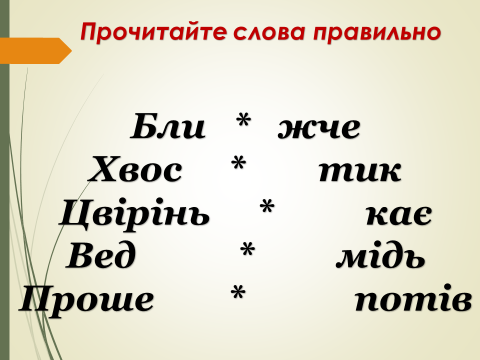 Прочитайте слова правильно
Бли * жче
Хвос * тик
Цвірінь * кає
Вед * мідь
Проше * потів